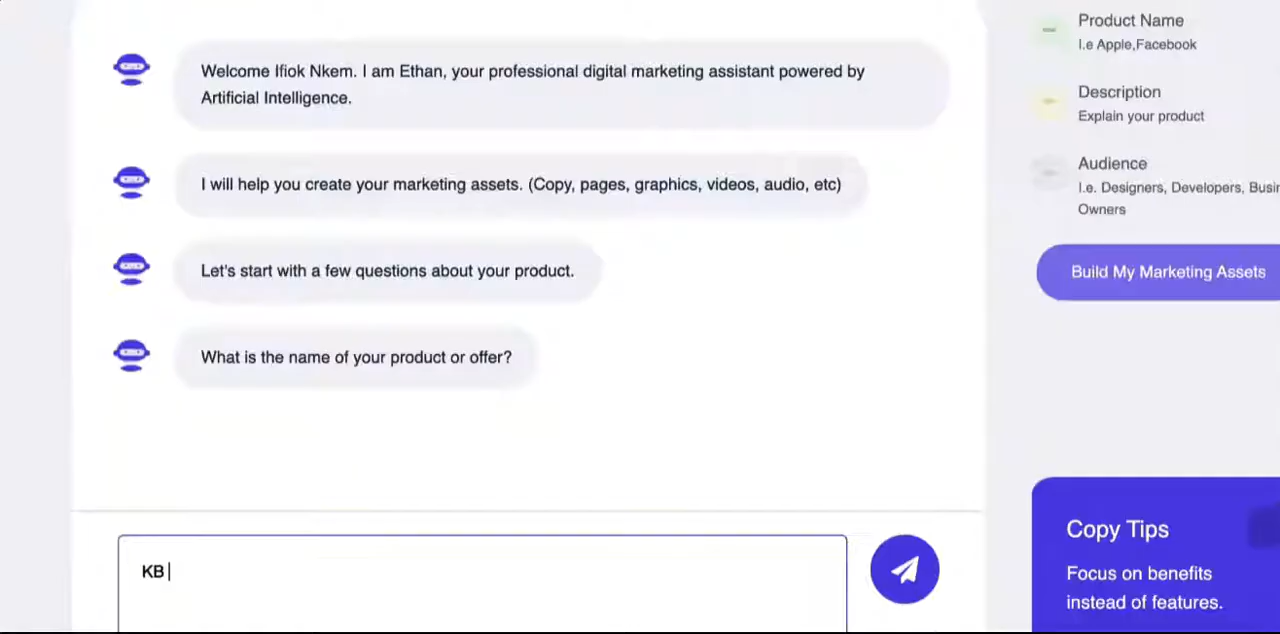 Welcome Ifiok Nkem. I am Ethan, your professional digital marketing assistant powered by
Artificial Intelligence.
I will help you create your marketing assets. (Copy, pages, graphics, videos, audio, etc)
Let's start with a few questions about your product.
What is the name of your product or offer?
KB
Product Name
I.e Apple,Facebook
Description
Explain your product
Audience
I.e. Designers, Developers, Busin
Owners
Build My Marketing Assets
Copy Tips
Focus on benefits
instead of features.